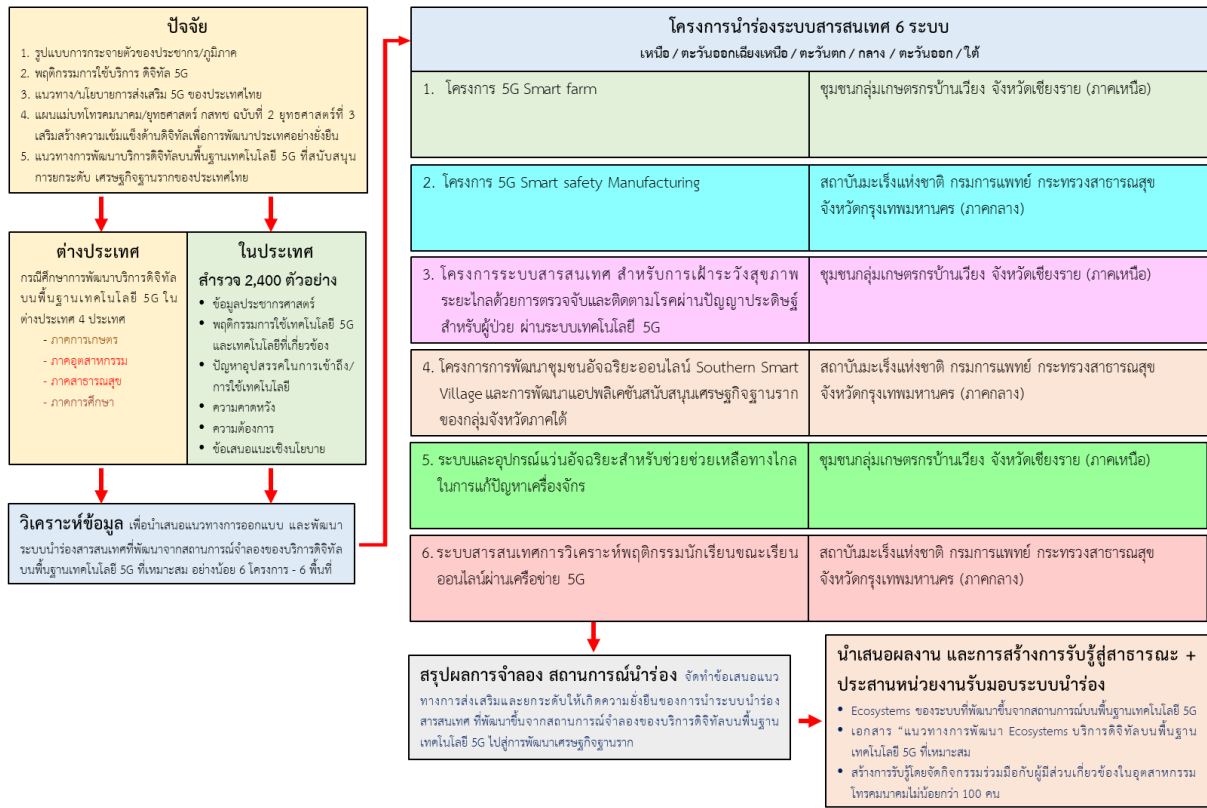 ปัจจัย
1. รูปแบบการกระจายตัวของประชากร/ภูมิภาค
2. พฤติกรรมการใช้บริการ ดิจิทัล 5G
3. แนวทาง/นโยบายการส่งเสริม 5G ของประเทศไทย
4. แผนแม่บทโทรคมนาคม/ยุทธศาสตร์ กสทช ฉบับที่ 2 ยุทธศาสตร์ที่ 3
เสริมสร้างความเข้มแข็งด้านดิจิทัลเพื่อการพัฒนาประเทศอย่างยั่งยืน
5. แนวทางการพัฒนาบริการดิจิทัลบนพื้นฐานเทคโนโลยี 5G ที่สนับสนุน
การยกระดับ เศรษฐกิจฐานรากของประเทศไทย
ต่างประเทศ
กรณีศึกษาการพัฒนาบริการดิจิทัล
บนพื้นฐานเทคโนโลยี 5G ใน
ต่างประเทศ 4 ประเทศ
- ภาคการเกษตร
- ภาคอุตสาหกรรม
- ภาคสาธารณสุข
- ภาคการศึกษา
ในประเทศ
สำรวจ 2,400 ตัวอย่าง
• ข้อมูลประชากรศาสตร์
• พฤติกรรมการใช้เทคโนโลยี 5G
และเทคโนโลยีที่เกี่ยวข้อง
• ปัญหาอุปสรรคในการเข้าถึง/
การใช้เทคโนโลยี
• ความคาดหวัง
• ความต้องการ
• ข้อเสนอแนะเชิงนโยบาย
วิเคราะห์ข้อมูล เพื่อนำเสนอแนวทางการออกแบบ และพัฒนา
ระบบนำร่องสารสนเทศที่พัฒนาจากสถานการณ์จำลองของบริการดิจิทัล
บนพื้นฐานเทคโนโลยี 5G ที่เหมาะสม อย่างน้อย 6 โครงการ - 6 พื้นที่
โครงการนำร่องระบบสารสนเทศ 6 ระบบ
เหนือ / ตะวันออกเฉียงเหนือ / ตะวันตก / กลาง / ตะวันออก / ใต้
1. โครงการ 5G Smart farm
ชุมชนกลุ่มเกษตรกรบ้านเวียง จังหวัดเชียงราย (ภาคเหนือ)
2. โครงการ 5G Smart safety Manufacturing
สถาบันมะเร็งแห่งชาติ กรมการแพทย์ กระทรวงสาธารณสุข
จังหวัดกรุงเทพมหานคร (ภาคกลาง)
3. โครงการระบบสารสนเทศ สำหรับการเฝ้าระวังสุขภาพ
ระยะไกลด้วยการตรวจจับและติดตามโรคผ่านปัญญาประดิษฐ์
สำหรับผู้ป่วย ผ่านระบบเทคโนโลยี 5G
ชุมชนกลุ่มเกษตรกรบ้านเวียง จังหวัดเชียงราย (ภาคเหนือ)
4. โครงการการพัฒนาชุมชนอัจฉริยะออนไลน์ Southern Smart
Village และการพัฒนาแอปพลิเคชันสนับสนุนเศรษฐกิจฐานราก
ของกลุ่มจังหวัดภาคใต้
สถาบันมะเร็งแห่งชาติ กรมการแพทย์ กระทรวงสาธารณสุข
จังหวัดกรุงเทพมหานคร (ภาคกลาง)
5. ระบบและอุปกรณ์แว่นอัจฉริยะสำหรับช่วยช่วยเหลือทางไกล
ในการแก้ปัญหาเครื่องจักร
ชุมชนกลุ่มเกษตรกรบ้านเวียง จังหวัดเชียงราย (ภาคเหนือ)
6. ระบบสารสนเทศการวิเคราะห์พฤติกรรมนักเรียนขณะเรียน
ออนไลน์ผ่านเครือข่าย 5G
สถาบันมะเร็งแห่งชาติ กรมการแพทย์ กระทรวงสาธารณสุข
จังหวัดกรุงเทพมหานคร (ภาคกลาง)
สรุปผลการจำลอง สถานการณ์นำร่อง จัดทำข้อเสนอแนว
ทางการส่งเสริมและยกระดับให้เกิดความยั่งยืนของการนำระบบนำร่อง
สารสนเทศ ที่พัฒนาขึ้นจากสถานการณ์จำลองของบริการดิจิทัลบนพื้นฐาน
เทคโนโลยี 5G ไปสู่การพัฒนาเศรษฐกิจฐานราก
นำเสนอผลงาน และการสร้างการรับรู้สู่สาธารณะ +
ประสานหน่วยงานรับมอบระบบนำร่อง
• Ecosystems ของระบบที่พัฒนาขึ้นจากสถานการณ์บนพื้นฐานเทคโนโลยี 5G
• เอกสาร “แนวทางการพัฒนา Ecosystems บริการดิจิทัลบนพื้นฐาน
เทคโนโลยี 5G ที่เหมาะสม
• สร้างการรับรู้โดยจัดกิจกรรมร่วมมือกับผู้มีส่วนเกี่ยวข้องในอุตสาหกรรม
โทรคมนาคมไม่น้อยกว่า 100 คน